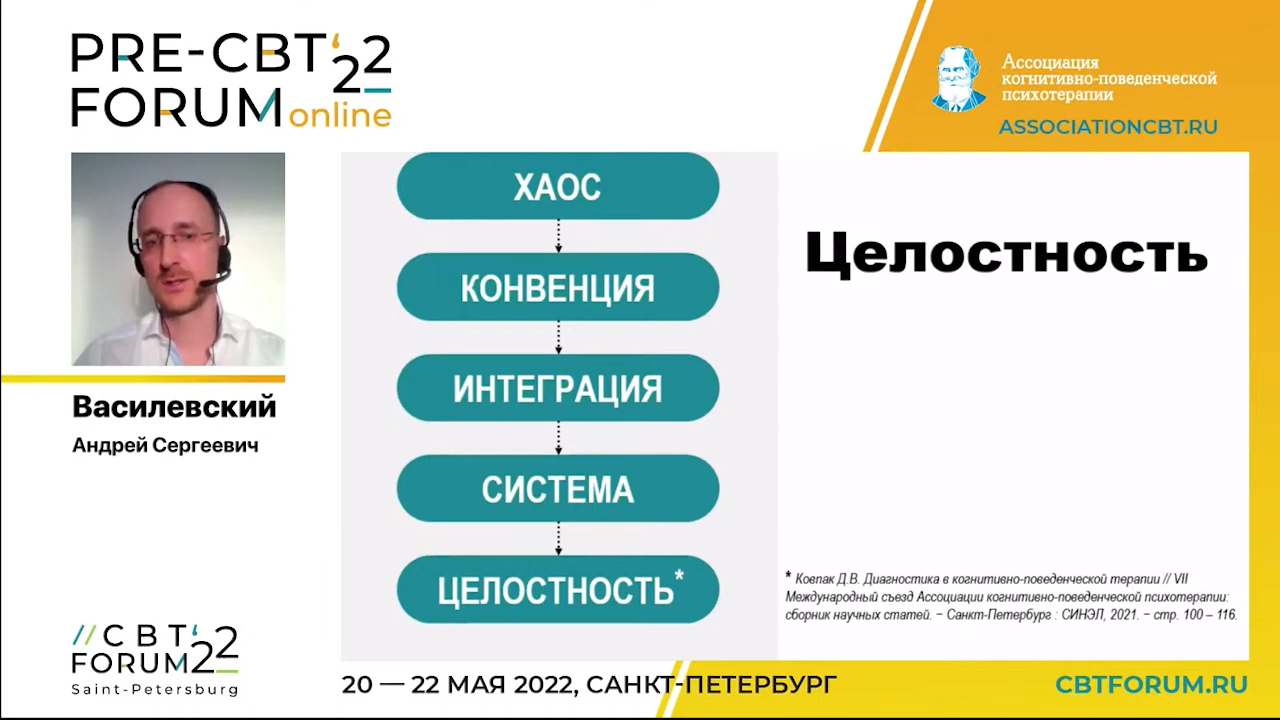 PRE-CBT'22
FORUM online
Ассоциация
когнитивно-поведенческой
психотерапии
ASSOCIATIONCBT.RU
Василевский
Андрей Сергеевич
ХАОС
КОНВЕНЦИЯ
ИНТЕГРАЦИЯ
СИСТЕМА
ЦЕЛОСТНОСТЬ*
Целостность
* Ковпак Д.В. Диагностика в когнитивно-поведенческой терапии // VII
Международный съезд Ассоциации когнитивно-поведенческой психотерапии:
сборник научных статей. – Санкт-Петербург : СИНЭЛ, 2021. – стр. 100 – 116.
//CBT'22
FORUM
Saint-Petersburg
20 — 22 МАЯ 2022, САНКТ-ПЕТЕРБУРГ
CBTFORUM.RU